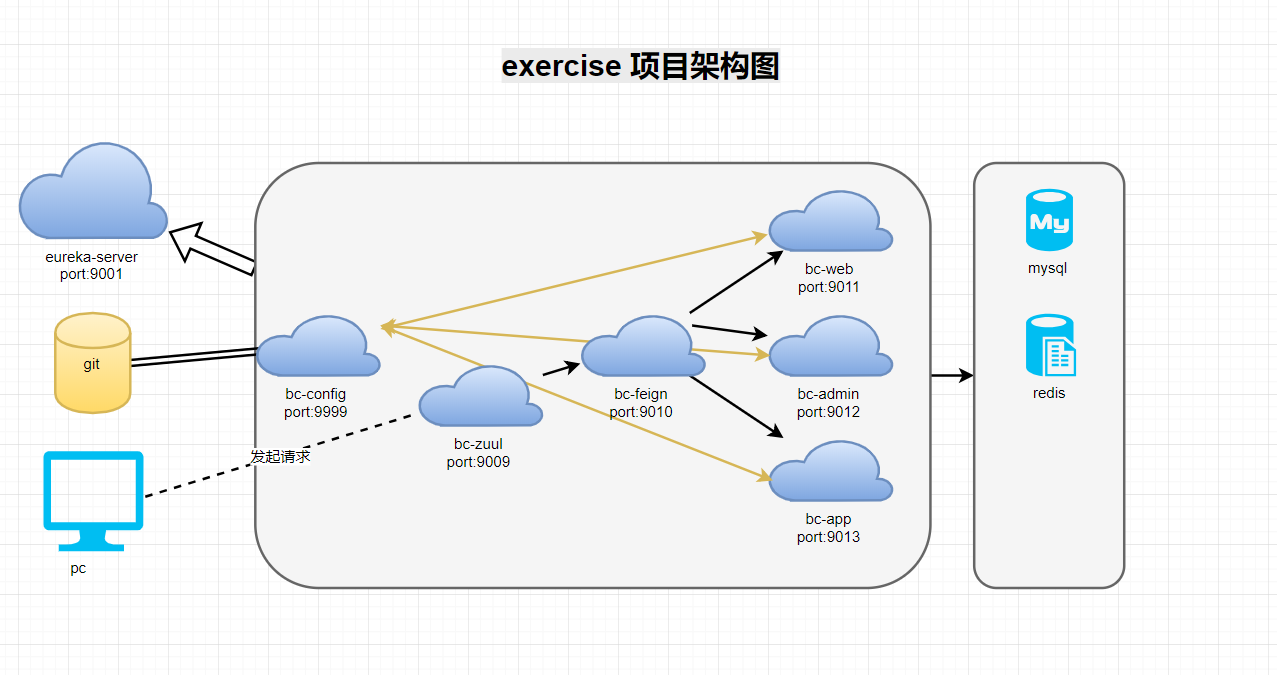 exercise 项目架构图
eureka-server
port:9001
git
pc
发起请求
bc-config
port:9999
bc-zuul
port:9009
bc-feign
port:9010
bc-web
port:9011
bc-admin
port:9012
bc-app
port:9013
My
mysql
redis